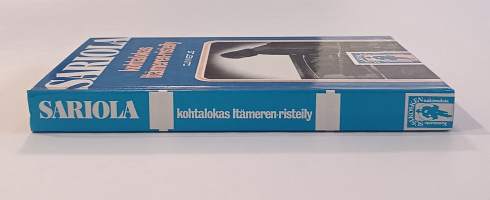 SARIOLA
kohtalokas
Itämeren-risteily
SARIOLA
kohtalokas Itämeren-risteily